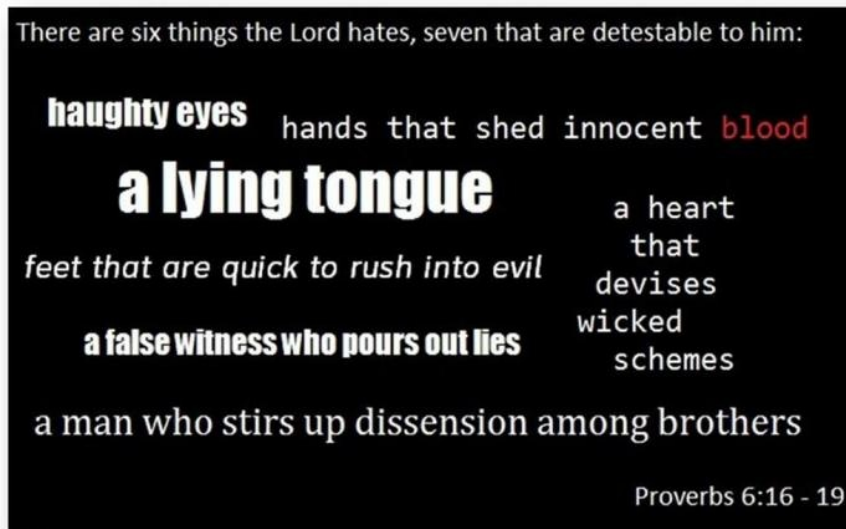 There are six things the Lord hates, seven that are detestable to him:
haughty eyes
hands that shed innocent blood
a lying tongue
a heart
that
devises
wicked
schemes
feet that are quick to rush into evil
a false witness who pours out lies
a man who stirs up dissension among brothers
Proverbs 6:16 - 19